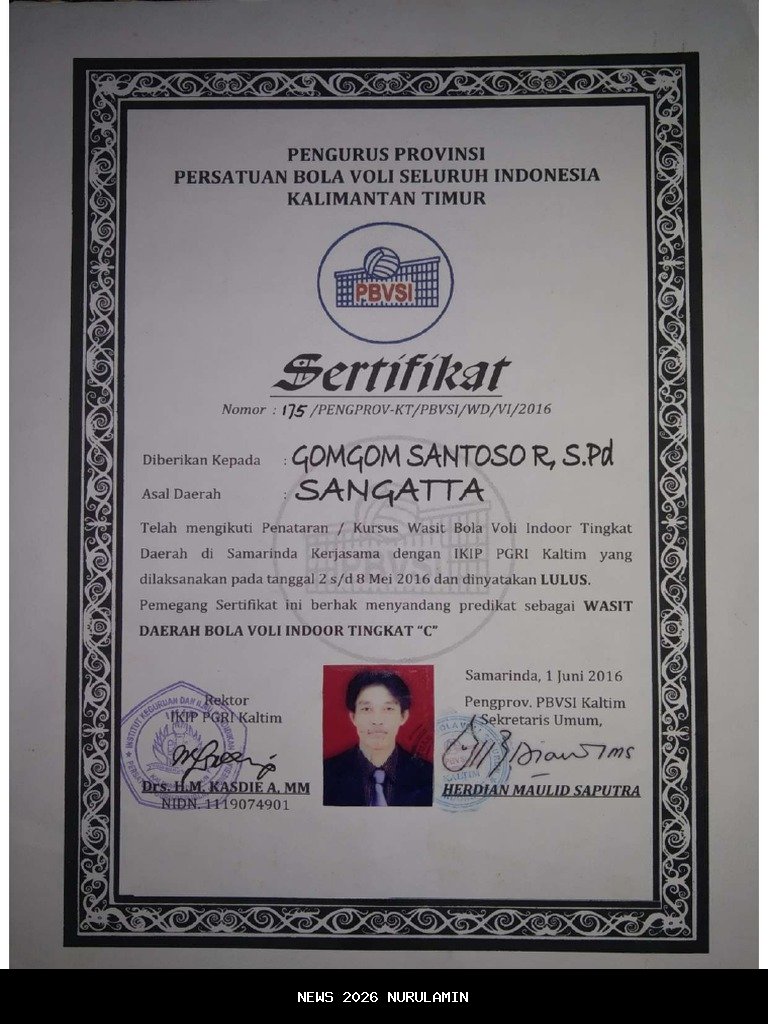 PENGURUS PROVINSI
PERSATUAN BOLA VOLI SELURUH INDONESIA
KALIMANTAN TIMUR
PBVSI
Sertifikat
Nomor : 175 /PENGPROV-KT/PBVSI/WD/VI/2016
Diberikan Kepada : GOMGOM SANTOSO R, S.Pd
Asal Daerah : SANGATTA
Telah mengikuti Penataran / Kursus Wasit Bola Voli Indoor Tingkat
Daerah di Samarinda Kerjasama dengan IKIP PGRI Kaltim yang
dilaksanakan pada tanggal 2 s/d 8 Mei 2016 dan dinyatakan LULUS.
Pemegang Sertifikat ini berhak menyandang predikat sebagai WASIT
DAERAH BOLA VOLI INDOOR TINGKAT “C”
Samarinda, 1 Juni 2016
Rektor
IKIP PGRI Kaltim
Pengprov. PBVSI Kaltim
Sekretaris Umum,
Drs. H.M. KASDIE A, MM
NIDN. 1119074901
HERDIAN MAULID SAPUTRA
NEWS 2026 NURULAMIN